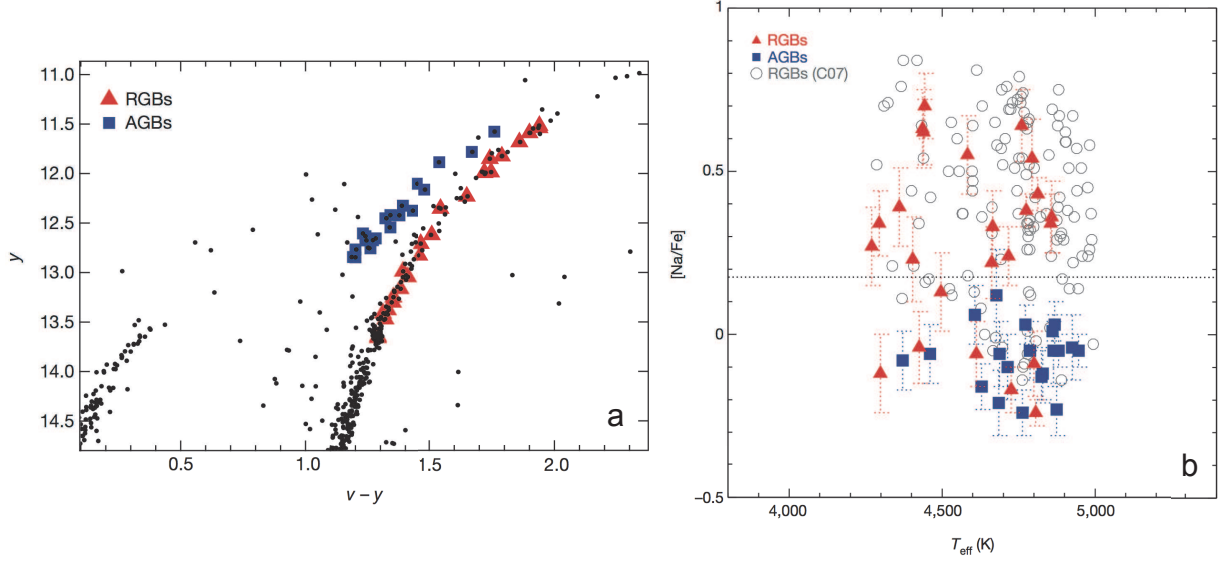 11.0
11.5
12.0
12.5
13.0
13.5
14.0
14.5
y
RGBs
AGBs
a
0.5
1.0
1.5
2.0
v – y
1
0.5
0
–0.5
[Na/Fe]
RGBs
AGBs
RGBs (C07)
b
4,000
4,500
5,000
Teff (K)